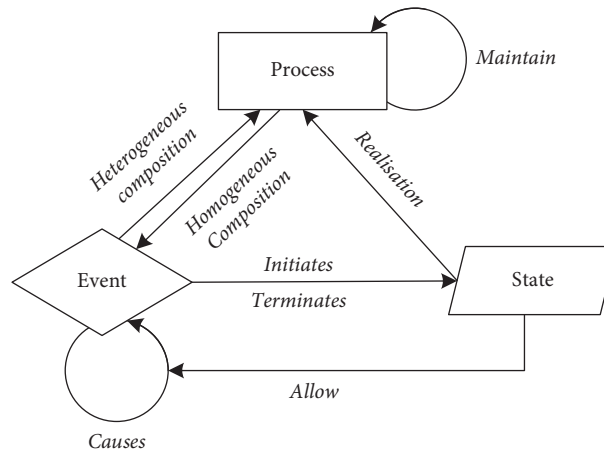 Process
Maintain
Heterogeneous
composition
Homogeneous
Composition
Realisation
Event
Initiates
Terminates
State
Allow
Causes